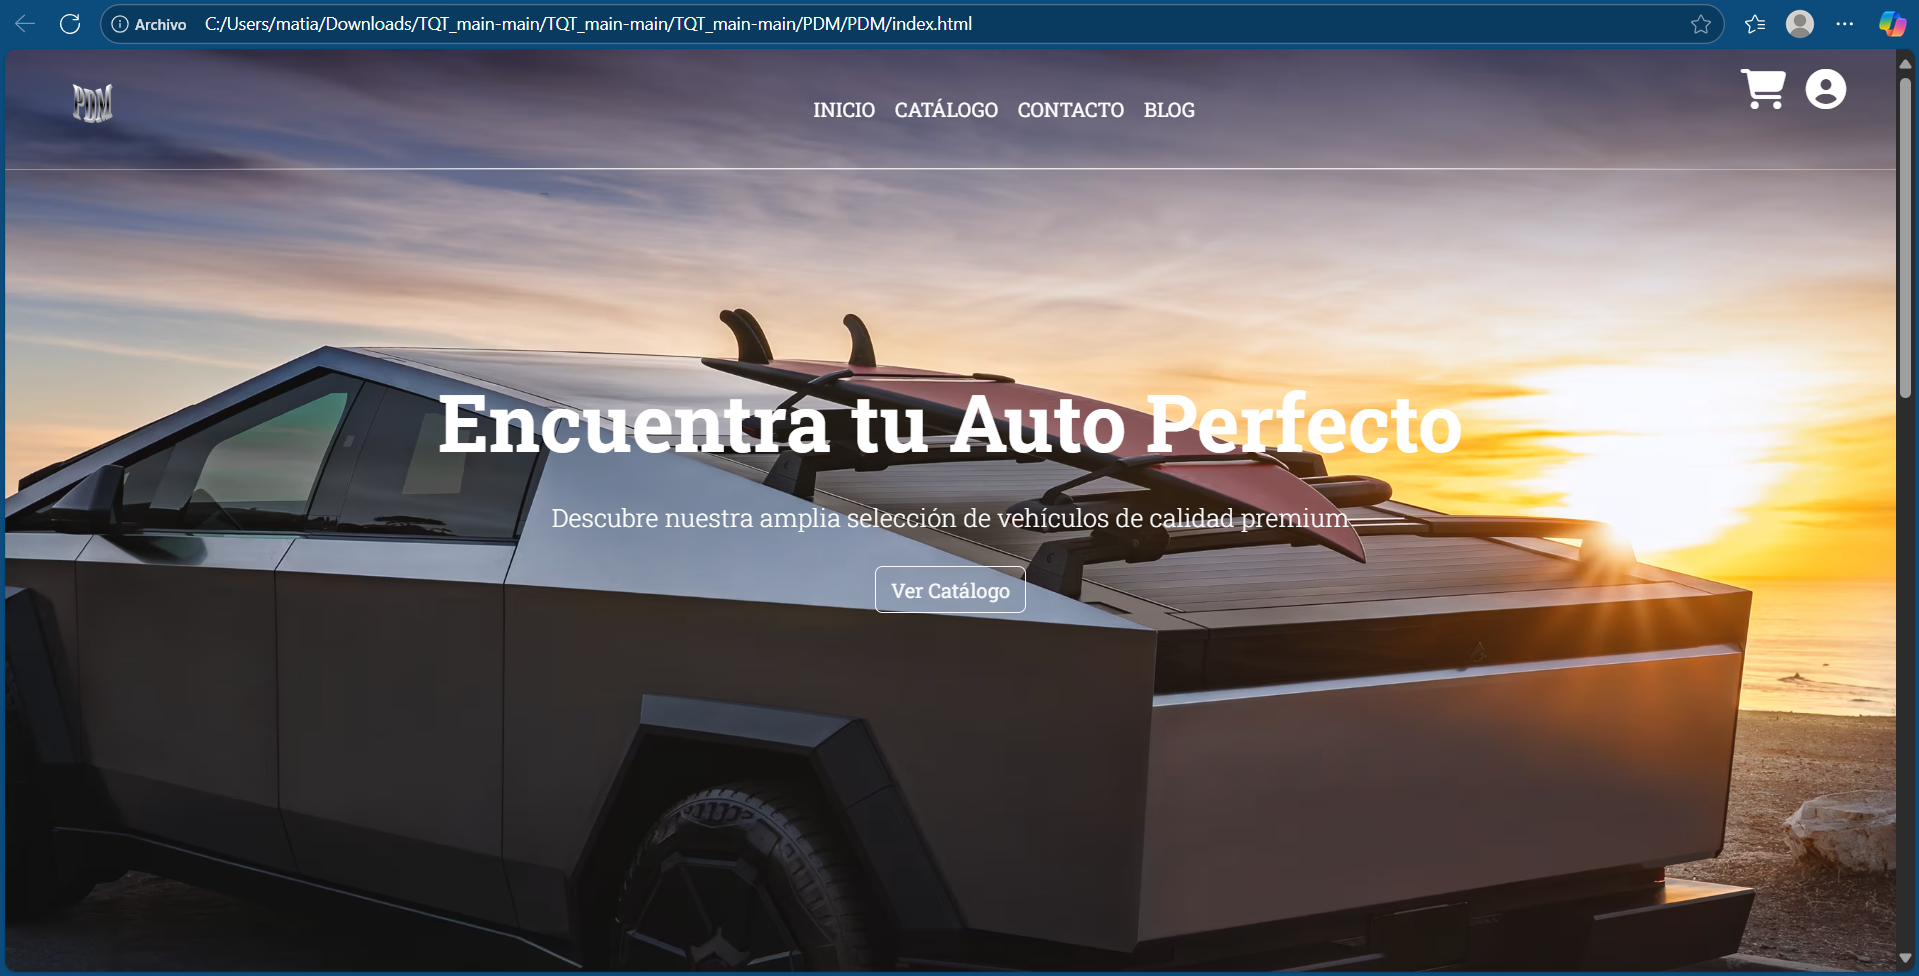 Archivo C:/Users/matia/Downloads/TQT_main-main/TQT_main-main/TQT_main-main/PDM/PDM/index.html
PDM
INICIO CATÁLOGO CONTACTO BLOG
Encuentra tu Auto Perfecto
Descubre nuestra amplia selección de vehículos de calidad premium
Ver Catálogo